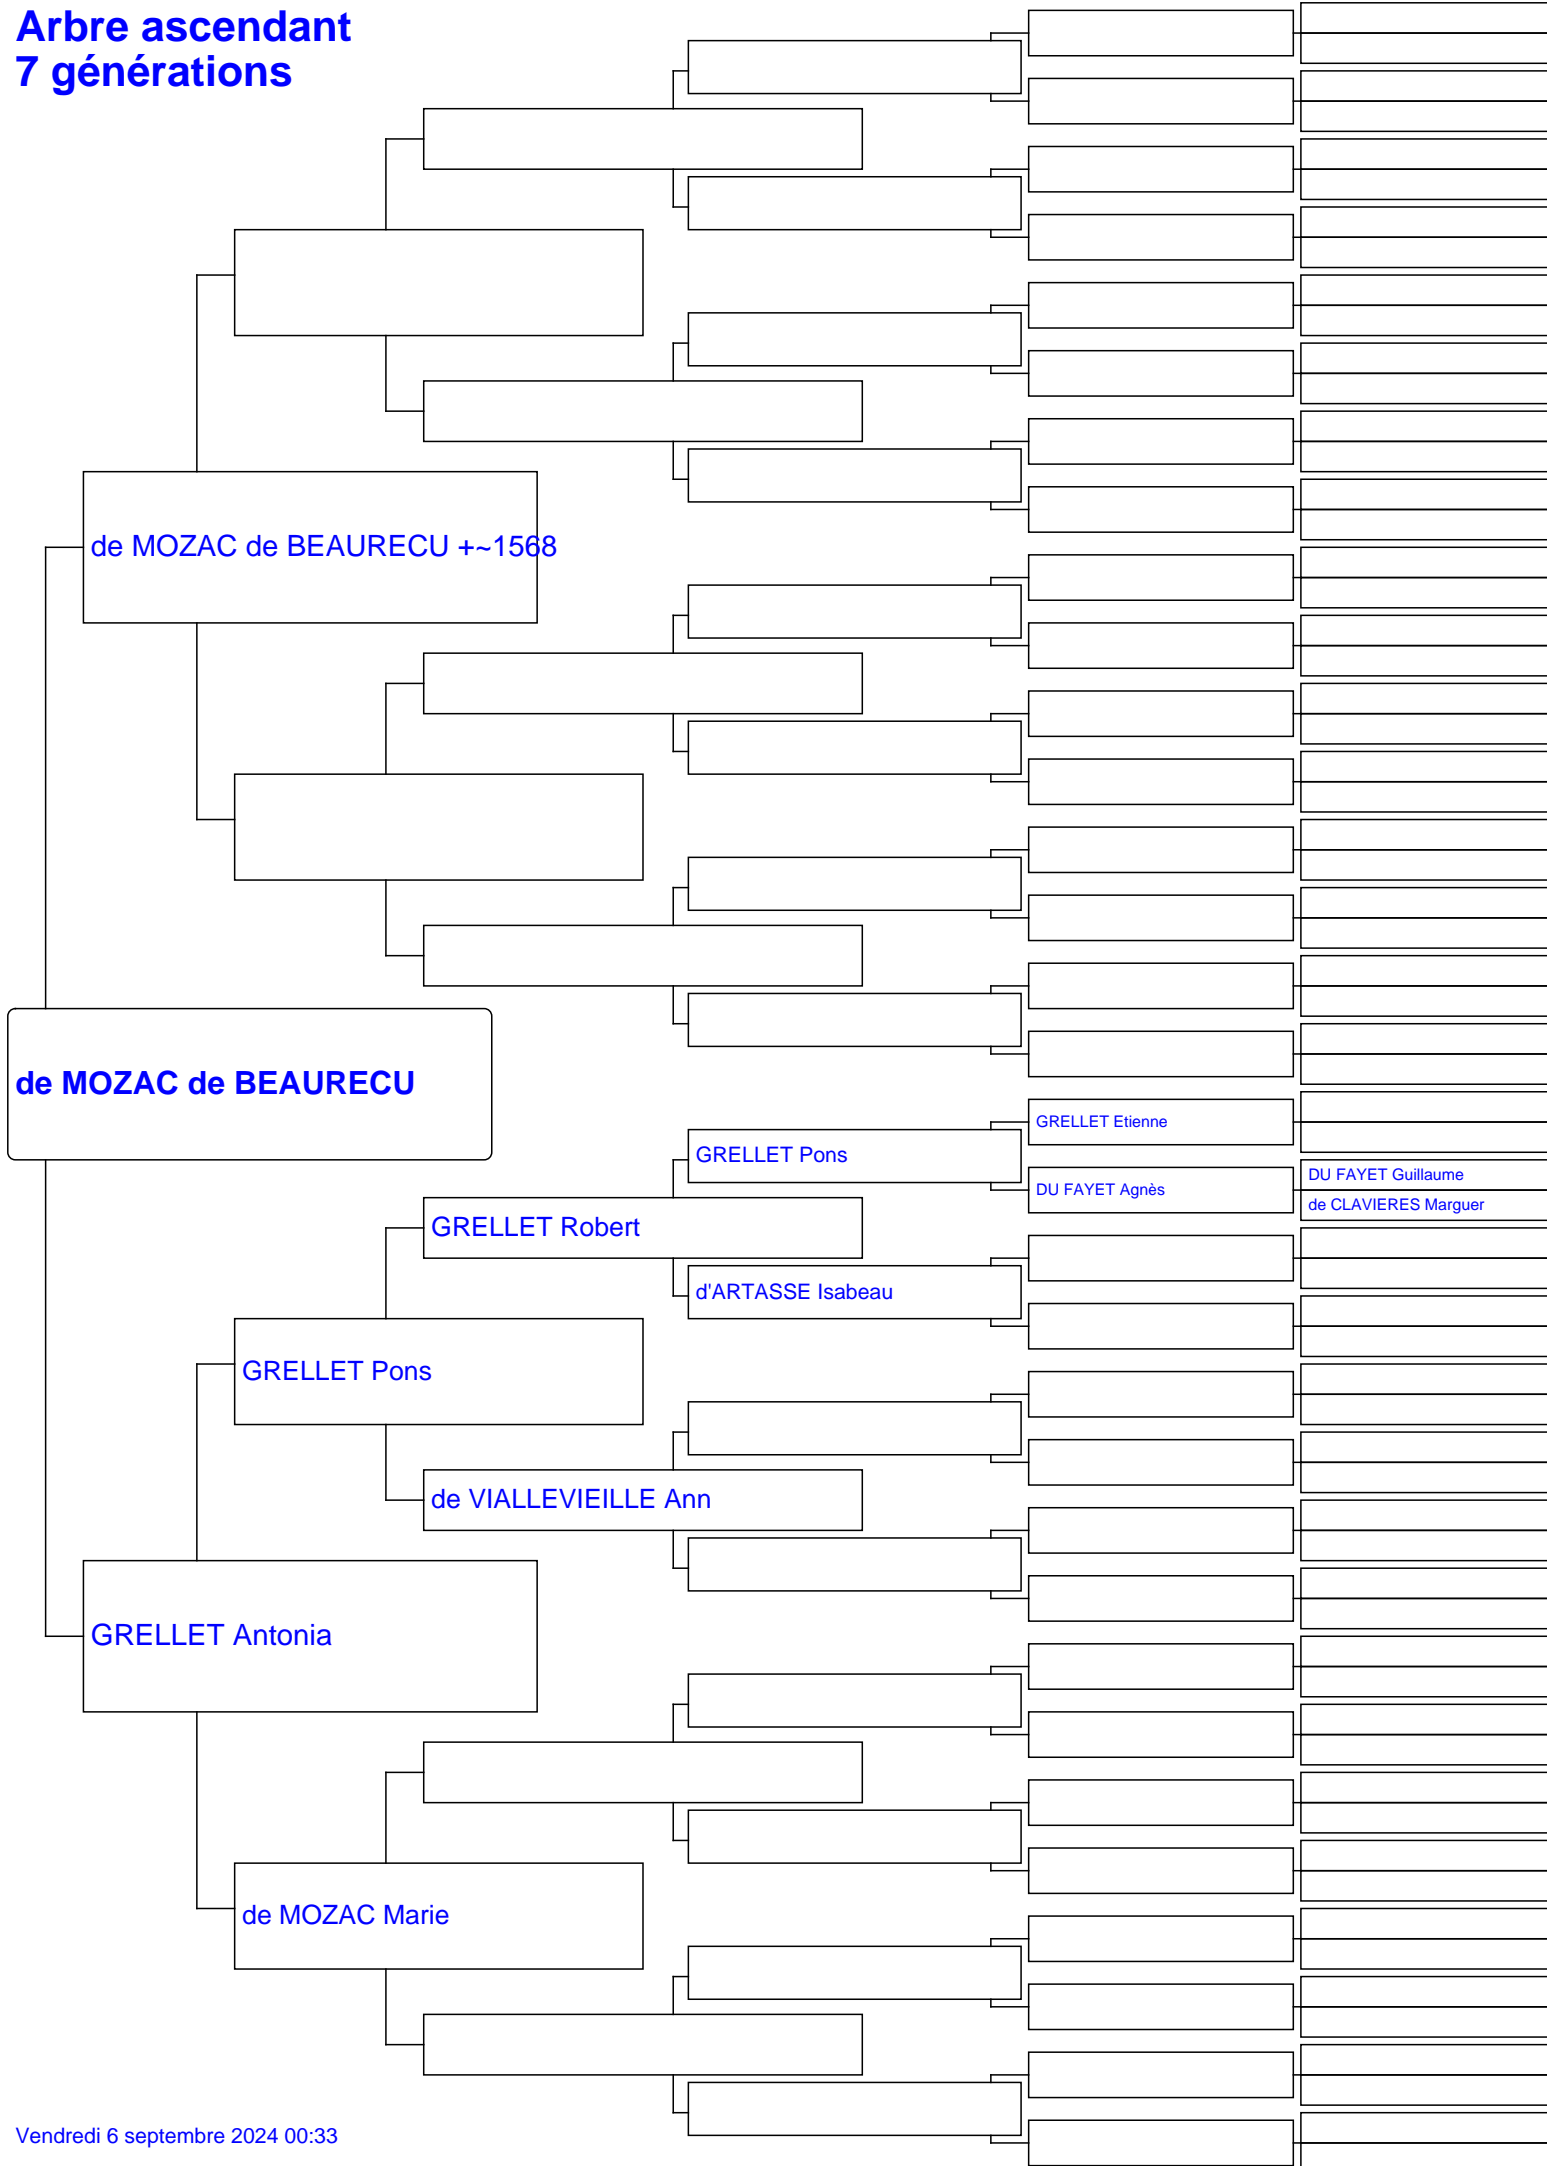 Arbre ascendant
7 générations
de MOZAC de BEAURECU +~1568
de MOZAC de BEAURECU
GRELLET Etienne
GRELLET Pons
DU FAYET Guillaume
DU FAYET Agnès
de CLAVIERES Marguer
GRELLET Robert
d'ARTASSE Isabeau
GRELLET Pons
de VIALLEVIEILLE Ann
GRELLET Antonia
de MOZAC Marie
Vendredi 6 septembre 2024 00:33